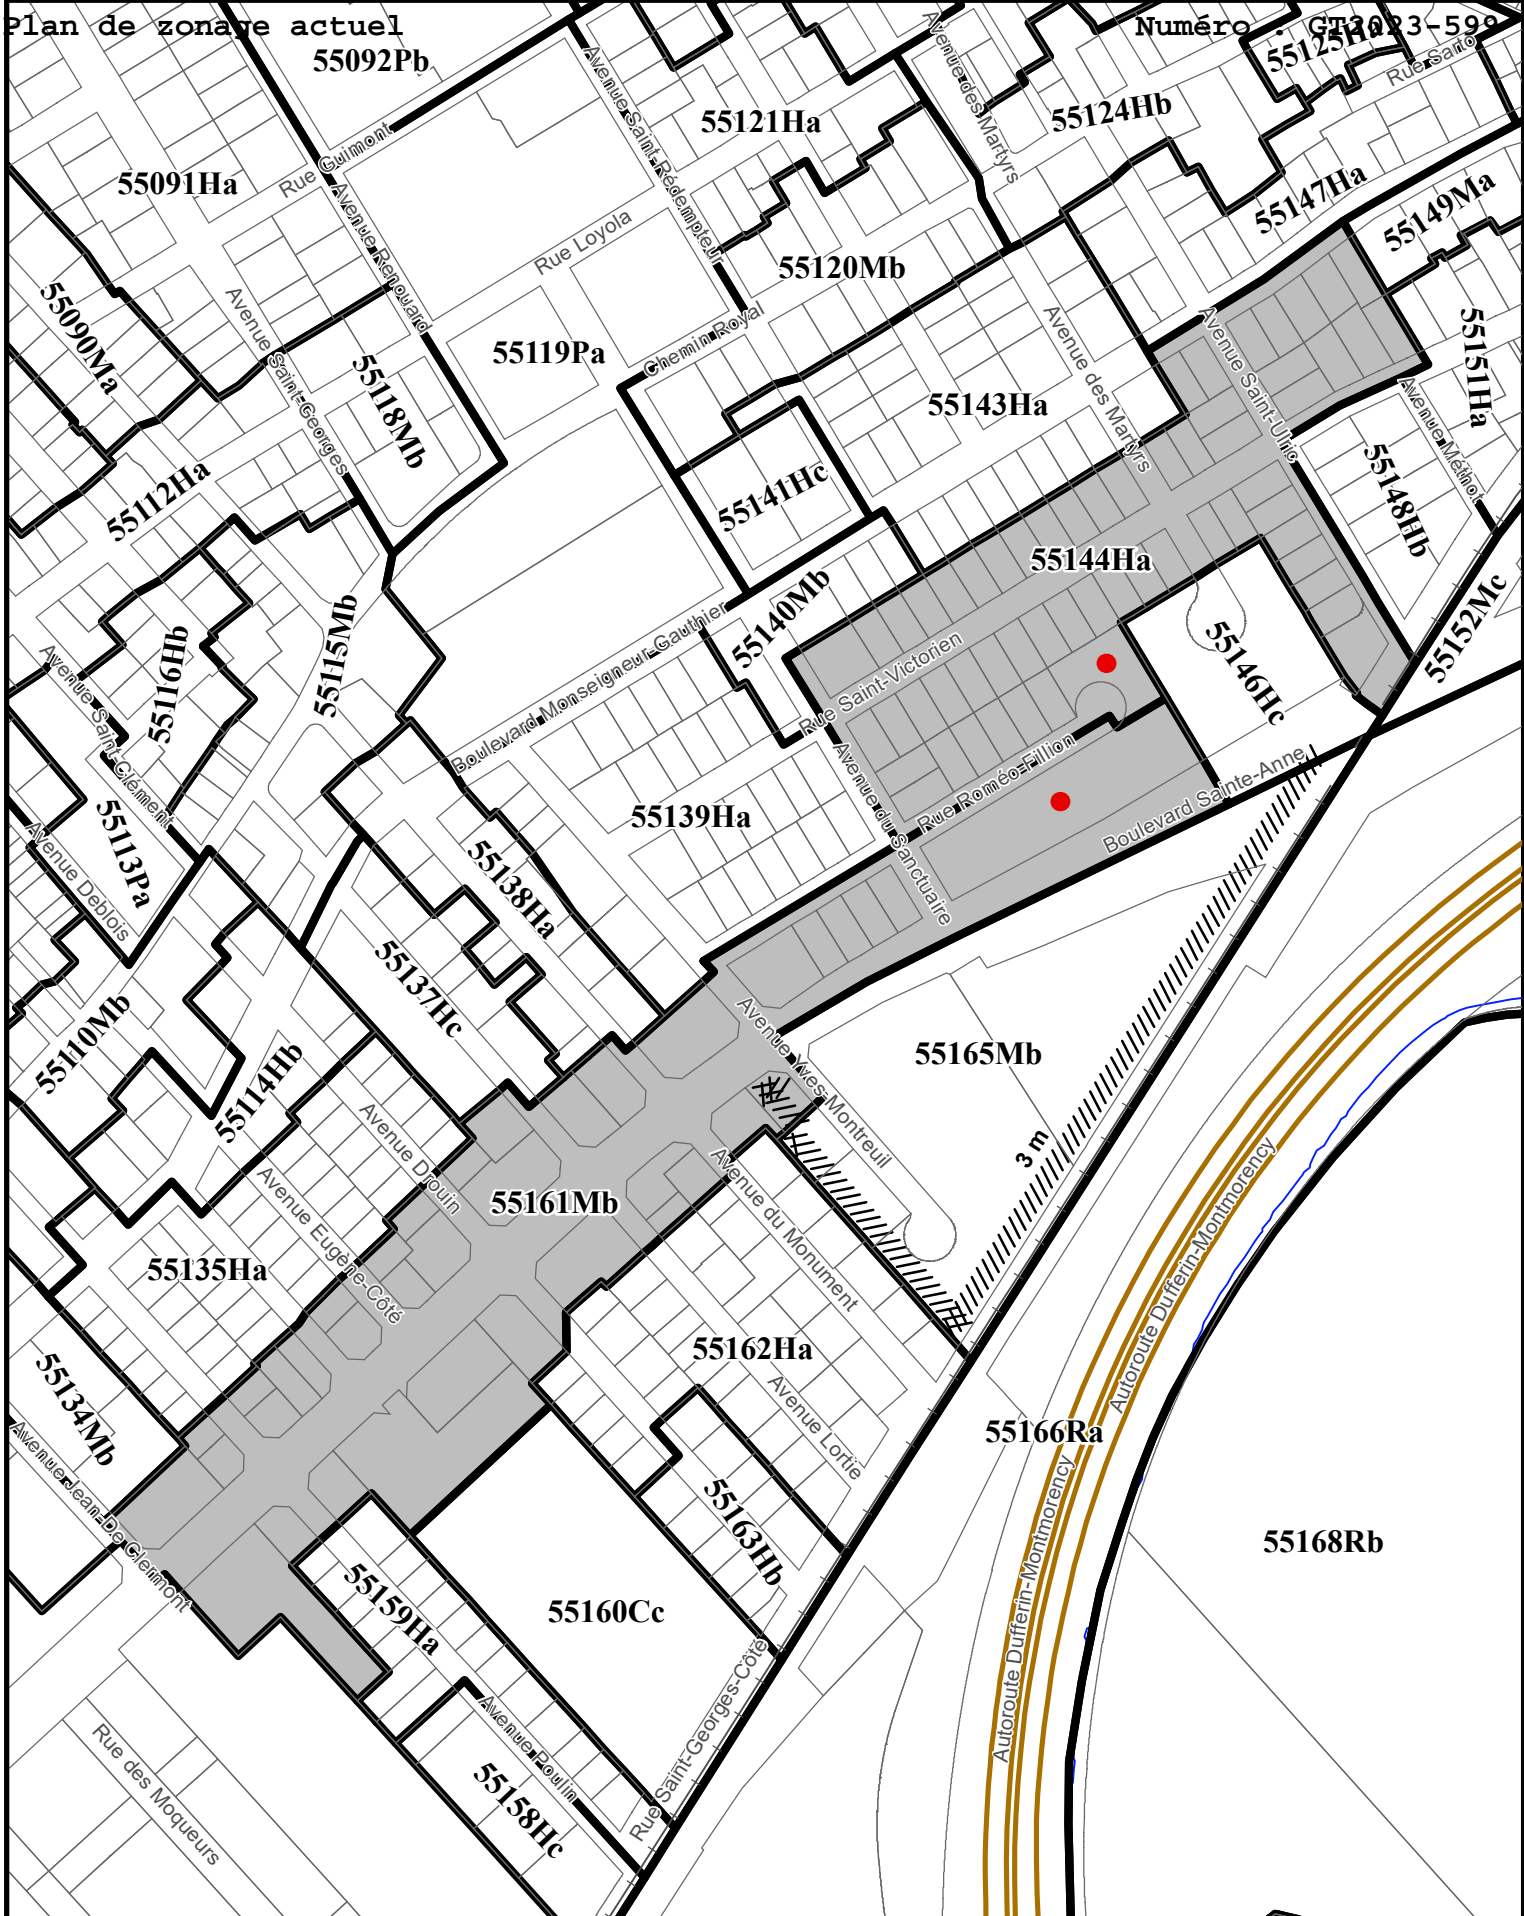 Plan de zonage actuel
Numéro : GT2023-599
55092Pb
55125Ha
Rue Sarto
55121Ha
55124Hb
Avenue des Martyrs
Avenue Saint-Rédempteur
55091Ha
Rue Guimont
Avenue Renouard
55147Ha
55149Ma
Rue Loyola
55120Mb
55090Ma
Avenue Saint-Georges
55118Mb
55119Pa
Chemin Royal
Avenue des Martyrs
Avenue Saint-Ulric
55151Ha
55143Ha
Avenue Méthot
55112Ha
55141Hc
55148Hb
55144Ha
55140Mb
55152Mc
55116Hb
55115Mb
Boulevard Monseigneur-Gauthier
Rue Saint-Victorien
55146Hc
Avenue Saint-Clément
Rue Roméo-Fillion
Boulevard Sainte-Anne
55113Pa
Avenue Deblois
55139Ha
Avenue du Sanctuaire
55138Ha
55137Hc
55110Mb
55114Hb
Avenue Yves-Montreuil
55165Mb
3 m
Avenue Drouin
Avenue Eugène-Côté
55161Mb
Avenue du Monument
55135Ha
Autoroute Dufferin-Montmorency
55162Ha
55134Mb
Avenue Lortie
55166Ra
Avenue Jean-De Clermont
55163Hb
Autoroute Dufferin-Montmorency
55168Rb
55159Ha
55160Cc
Rue Saint-Georges-Côté
Avenue Poulin
Rue des Moqueurs
55158Hc